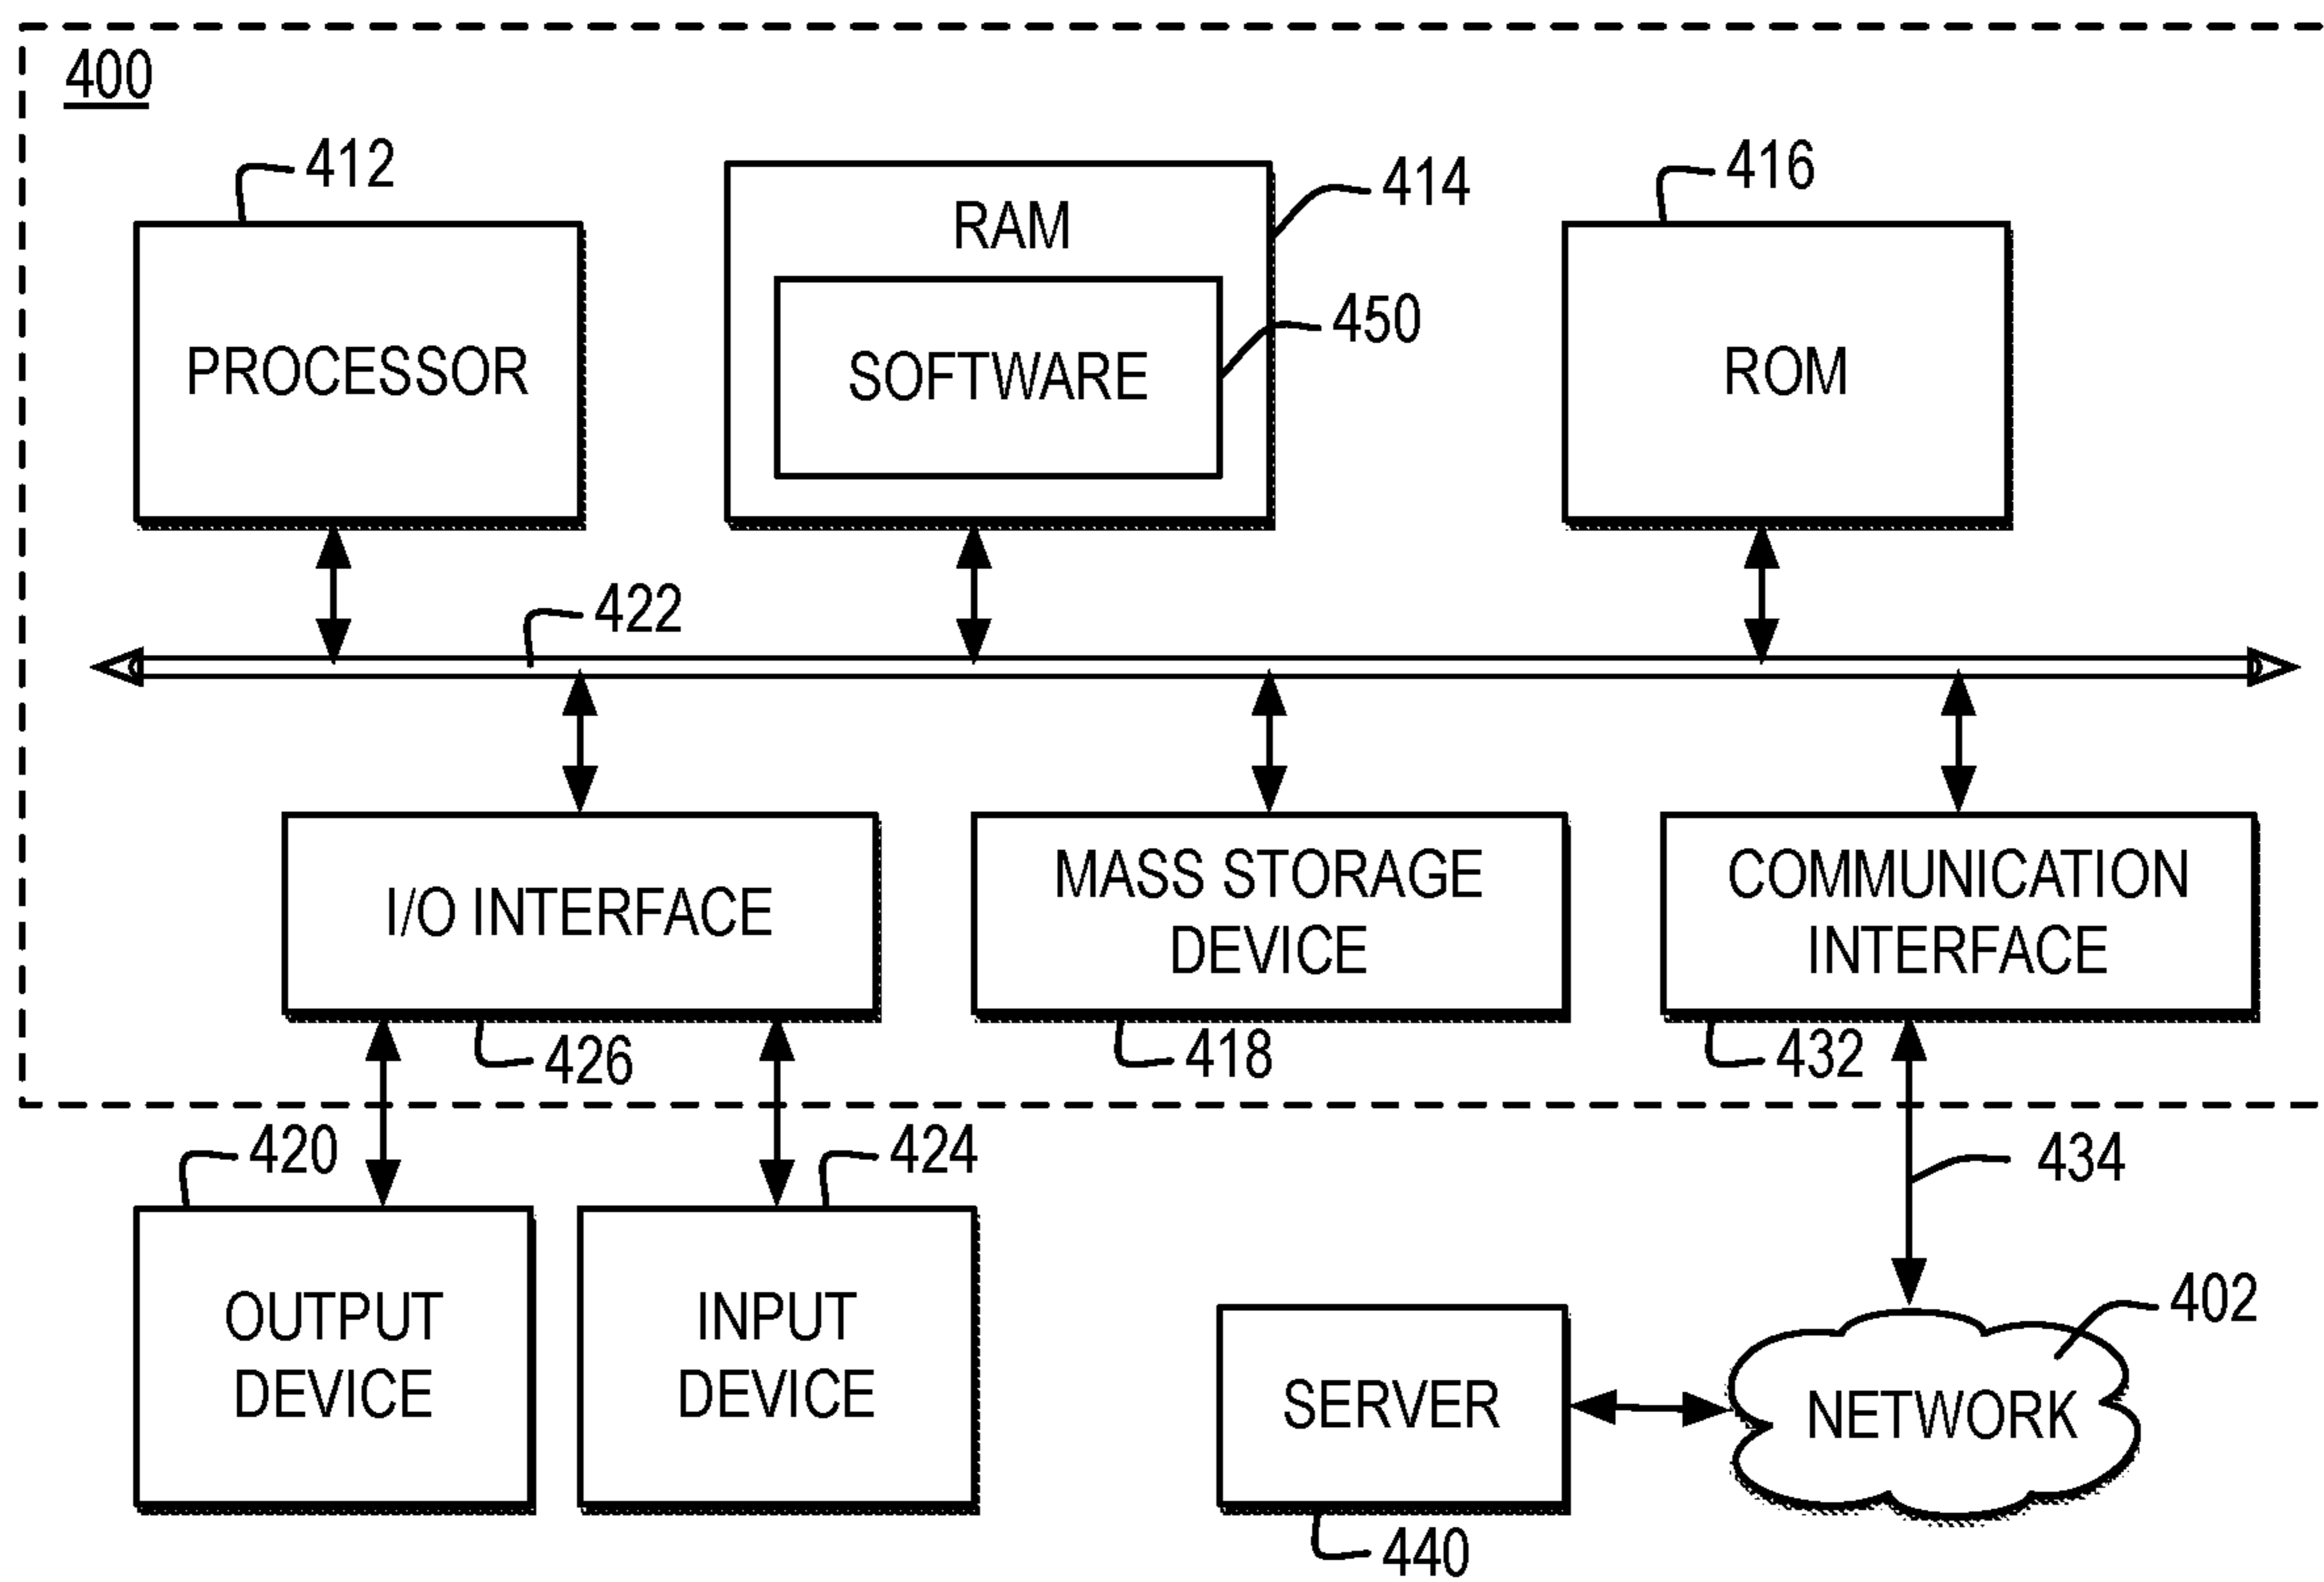 400
412
414
416
RAM
450
PROCESSOR
SOFTWARE
ROM
422
I/O INTERFACE
MASS STORAGE
DEVICE
COMMUNICATION
INTERFACE
426
418
432
420
424
434
OUTPUT
DEVICE
INPUT
DEVICE
402
SERVER
NETWORK
440